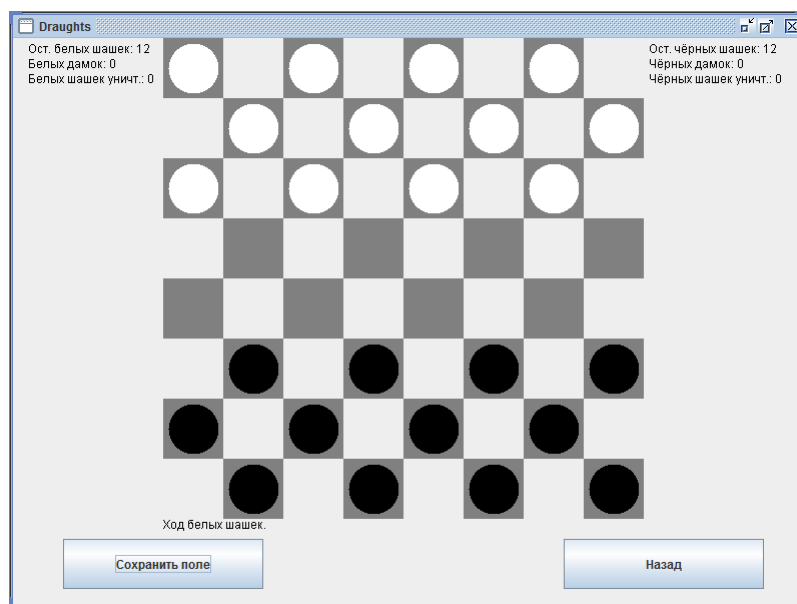 Draughts
Ост. белых шашек: 12
Белых дамок: 0
Белых шашек уничт.: 0
Ост. чёрных шашек: 12
Чёрных дамок: 0
Чёрных шашек уничт.: 0
Ход белых шашек.
Сохранить поле
Назад